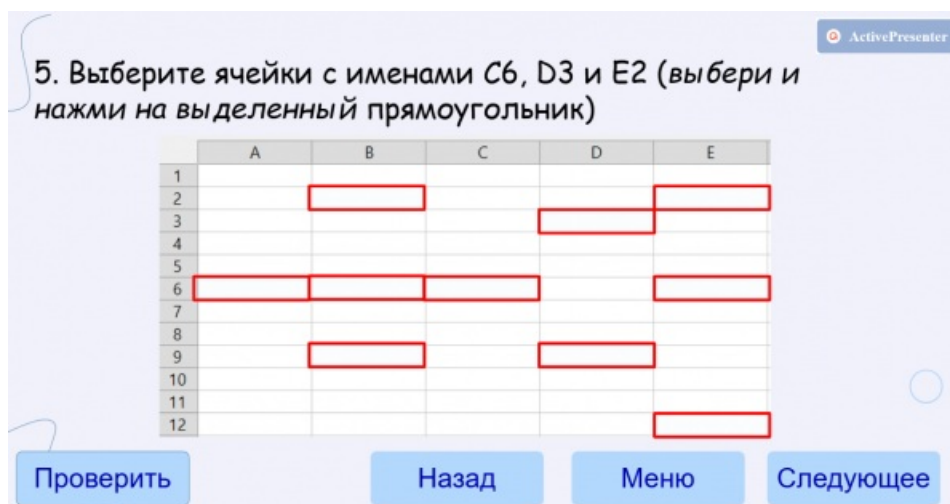 ActivePresenter
5. Выберите ячейки с именами C6, D3 и E2 (выбери и
нажми на выделенный прямоугольник)
A B C D E
1
2
3
4
5
6
7
8
9
10
11
12
Проверить Назад Меню Следующее